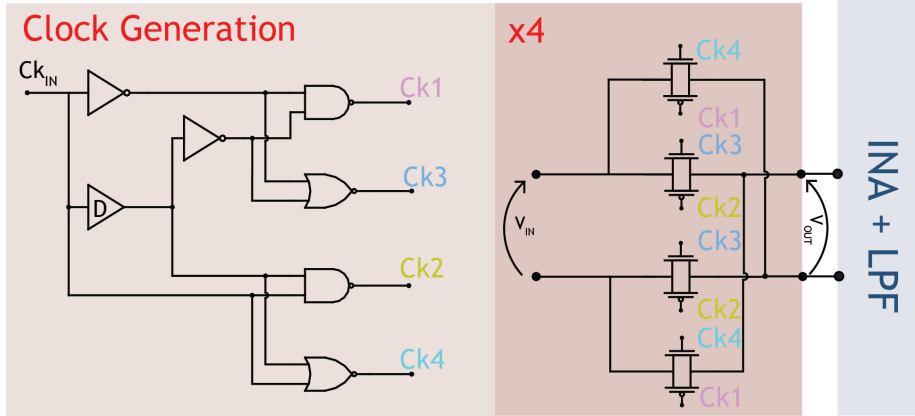 Clock Generation
Ck_IN
Ck1
Ck3
D
Ck2
Ck4
x4
Ck4
Ck1
Ck3
Ck2
V_IN
V_OUT
Ck3
Ck2
Ck4
Ck1
INA + LPF